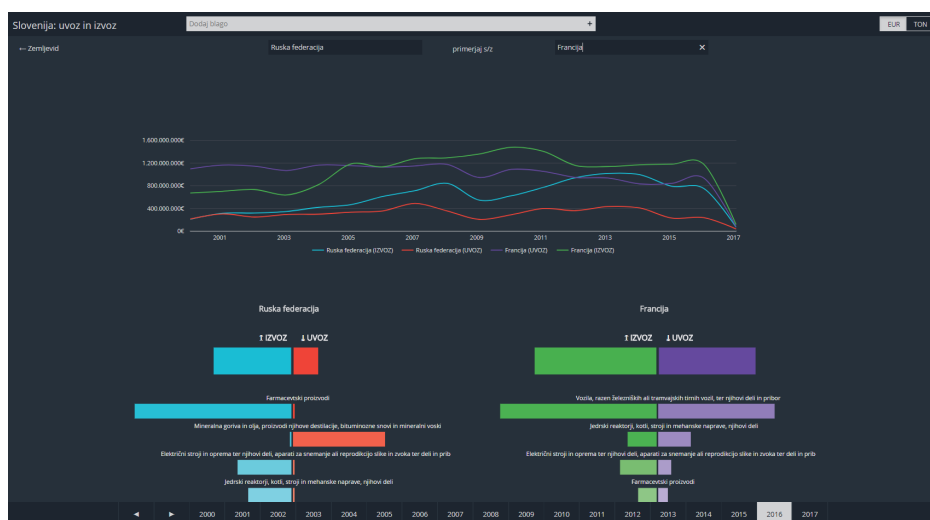 Slovenija: uvoz in izvoz
Dodaj blago +
EUR TON
← Zemljevid
Ruska federacija
primerjaj s/z
Francija ×
1.600.000.000€
1.200.000.000€
800.000.000€
400.000.000€
0€
2001 2003 2005 2007 2009 2011 2013 2015 2017
Ruska federacija (IZVOZ) Ruska federacija (UVOZ) Francija (UVOZ) Francija (IZVOZ)
Ruska federacija
↥ IZVOZ ↧ UVOZ
Farmacevtski proizvodi
Mineralna goriva in olja, proizvodi njihove destilacije, bituminozne snovi in mineralni voski
Električni stroji in oprema ter njihovi deli, aparati za snemanje ali reprodikcijo slike in zvoka ter deli in prib
Jedrski reaktorji, kotli, stroji in mehanske naprave, njihovi deli
Francija
↥ IZVOZ ↧ UVOZ
Vozila, razen železniških ali tramvajskih tirnih vozil, ter njihovi deli in pribor
Jedrski reaktorji, kotli, stroji in mehanske naprave, njihovi deli
Električni stroji in oprema ter njihovi deli, aparati za snemanje ali reprodikcijo slike in zvoka ter deli in prib
Farmacevtski proizvodi
◄ ► 2000 2001 2002 2003 2004 2005 2006 2007 2008 2009 2010 2011 2012 2013 2014 2015 2016 2017